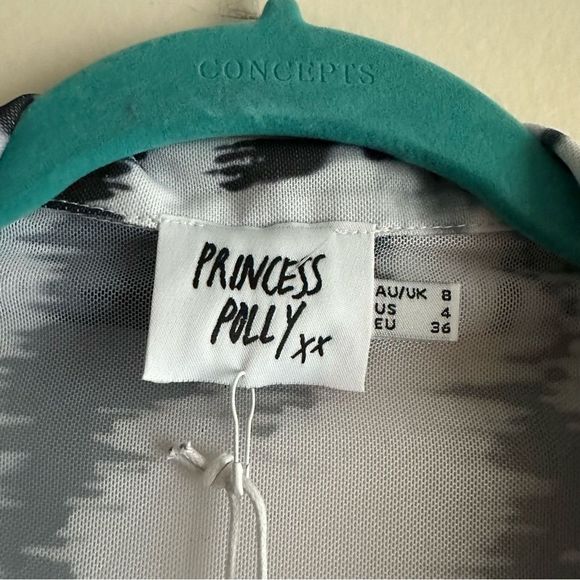 CONCEPTS
PRINCESS
POLLY xx
AU/UK 8
US 4
EU 36